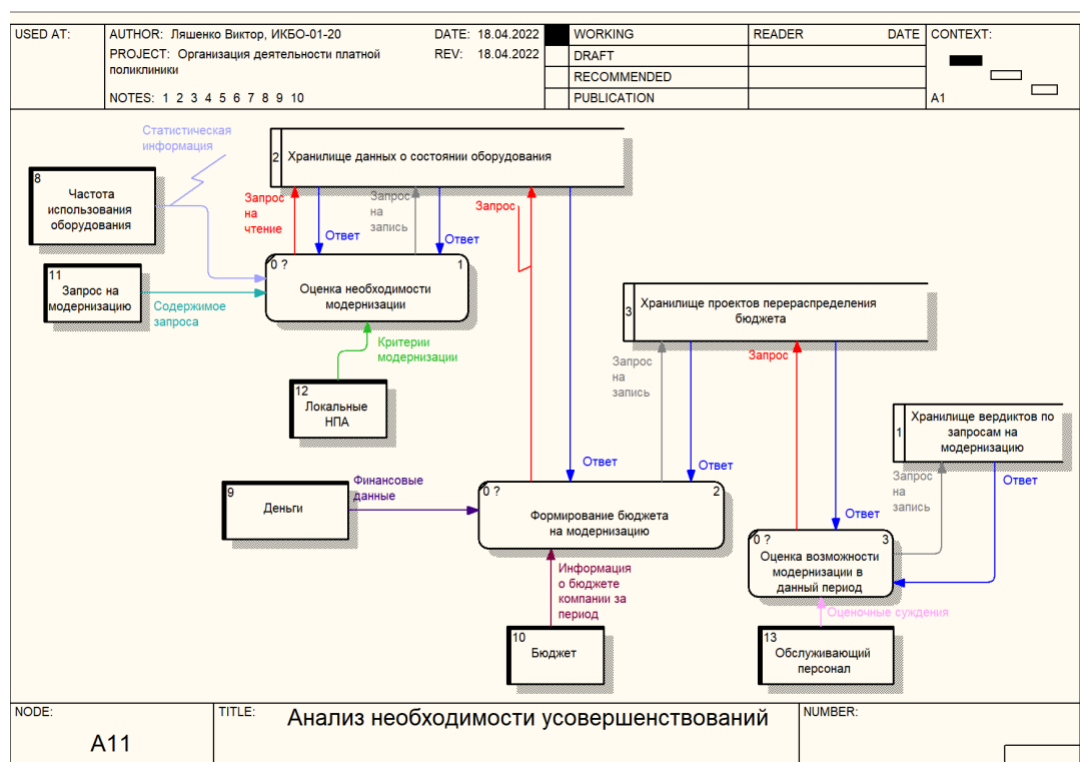 USED AT:
AUTHOR: Ляшенко Виктор, ИКБО-01-20
DATE: 18.04.2022
PROJECT: Организация деятельности платной
поликлиники
REV: 18.04.2022
NOTES: 1 2 3 4 5 6 7 8 9 10
WORKING
DRAFT
RECOMMENDED
PUBLICATION
READER
DATE
CONTEXT:
A1
Статистическая
информация
2
Хранилище данных о состоянии оборудования
8
Частота
использования
оборудования
Запрос
на
чтение
Ответ
Запрос
на
запись
Ответ
Запрос
11
Запрос на
модернизацию
Содержимое
запроса
0 ?
1
Оценка необходимости
модернизации
Критерии
модернизации
12
Локальные
НПА
3
Хранилище проектов перераспределения
бюджета
Запрос
на
запись
Запрос
1
Хранилище вердиктов по
запросам на
модернизацию
Ответ
Ответ
Запрос
на
запись
Ответ
9
Деньги
Финансовые
данные
0 ?
2
Формирование бюджета
на модернизацию
Ответ
0 ?
3
Оценка возможности
модернизации в
данный период
Информация
о бюджете
компании за
период
Оценочные суждения
10
Бюджет
13
Обслуживающий
персонал
NODE:
A11
TITLE:
Анализ необходимости усовершенствований
NUMBER: